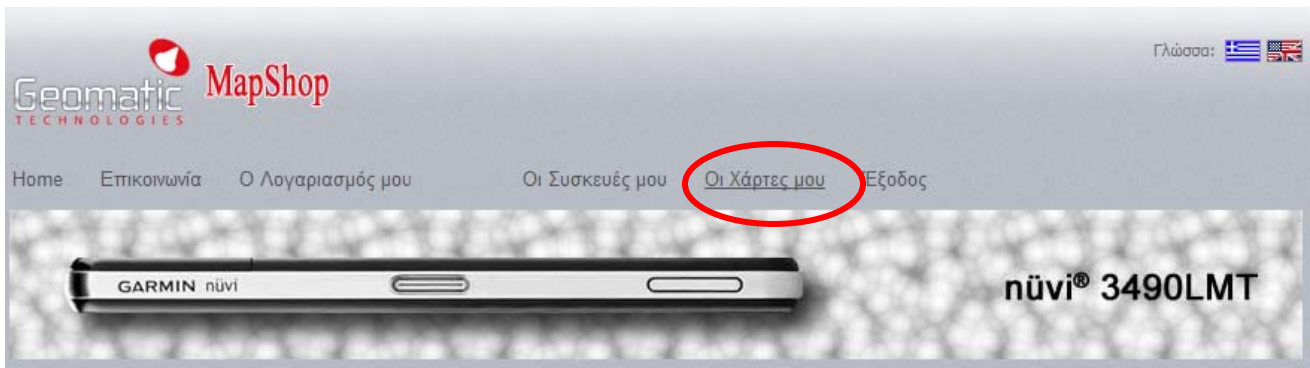 Γλώσσα:
Geomatic MapShop
TECHNOLOGIES
Home Επικοινωνία Ο Λογαριασμός μου Οι Συσκευές μου Οι Χάρτες μου Έξοδος
GARMIN nüvi
nüvi® 3490LMT